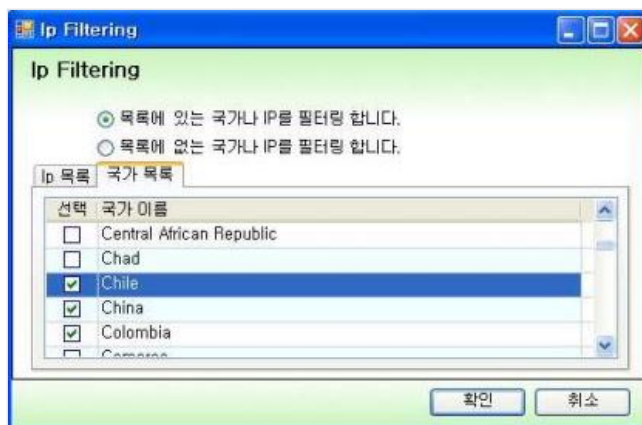 Ip Filtering
Ip Filtering
목록에 있는 국가나 IP를 필터링 합니다.
목록에 없는 국가나 IP를 필터링 합니다.
Ip 목록 국가 목록
선택 국가 이름
Central African Republic
Chad
Chile
China
Colombia
확인 취소